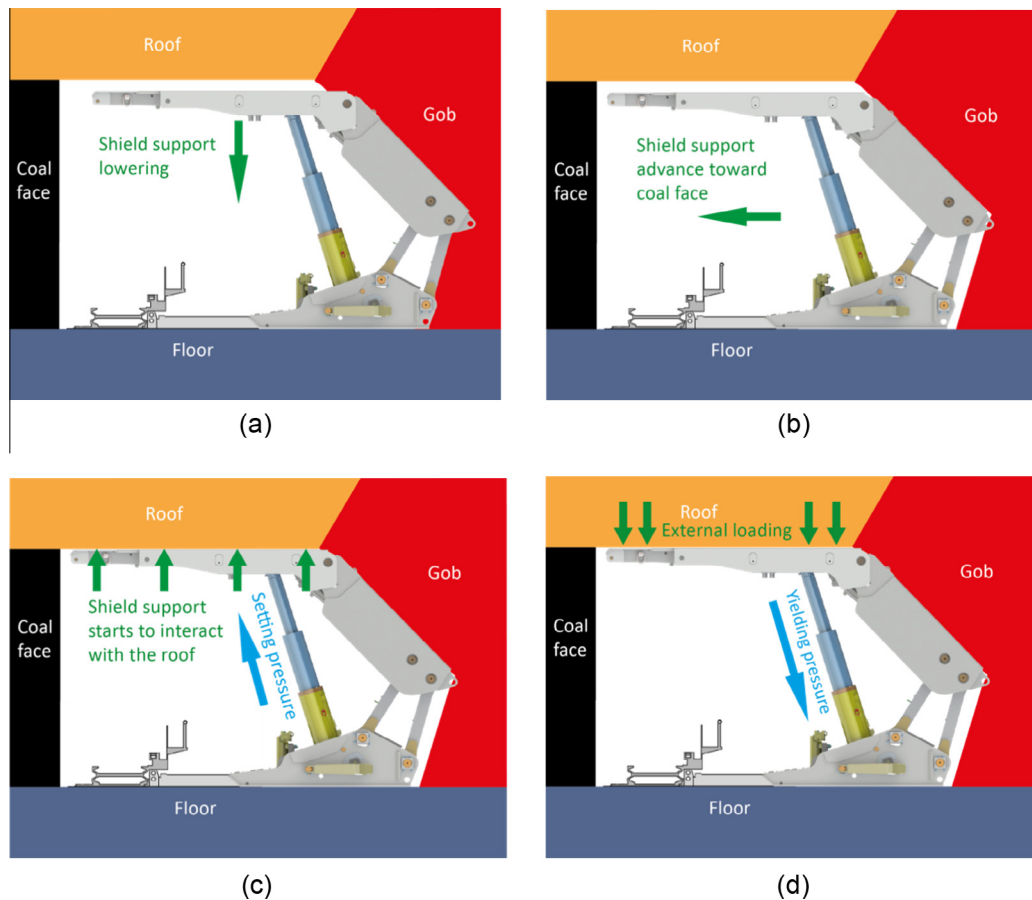 Roof
Gob
Coal
face
Shield support
lowering
Floor
(a)
Roof
Gob
Coal
face
Shield support
advance toward
coal face
Floor
(b)
Roof
Gob
Coal
face
Shield support
starts to interact
with the roof
Setting pressure
Floor
(c)
Roof
External loading
Gob
Coal
face
Yielding pressure
Floor
(d)